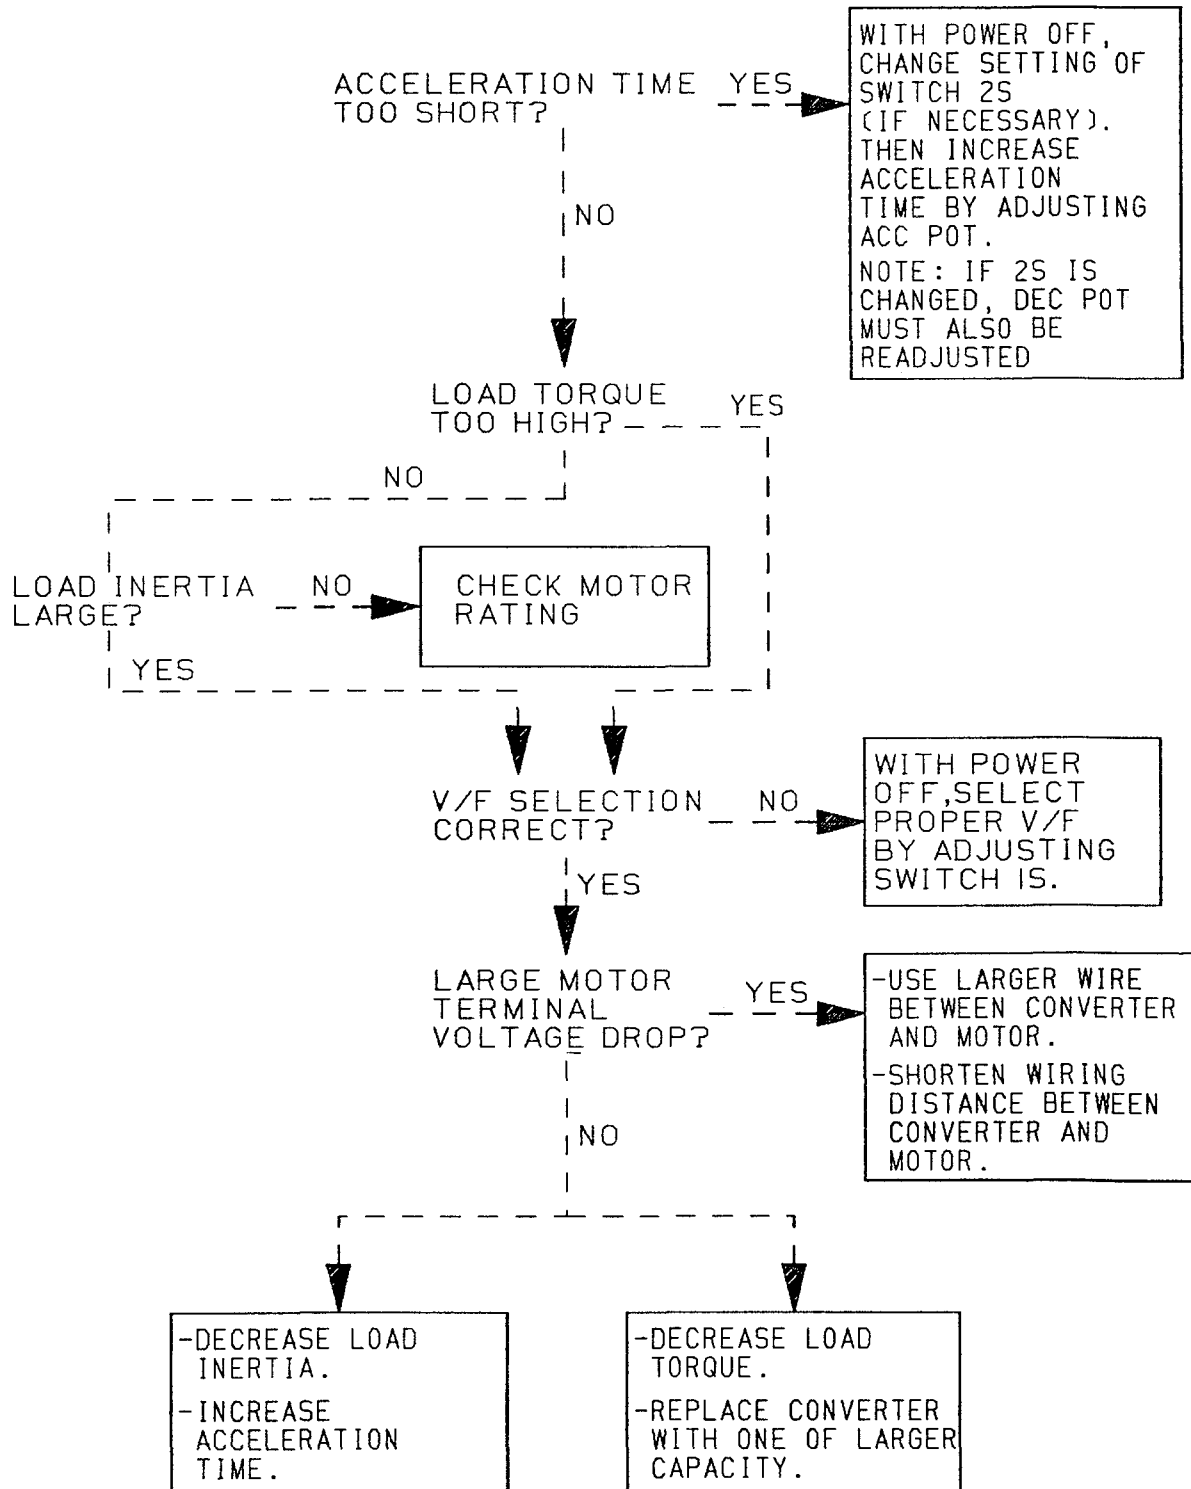 ACCELERATION TIME
TOO SHORT?
YES
WITH POWER OFF,
CHANGE SETTING OF
SWITCH 2S
(IF NECESSARY).
THEN INCREASE
ACCELERATION
TIME BY ADJUSTING
ACC POT.
NOTE: IF 2S IS
CHANGED, DEC POT
MUST ALSO BE
READJUSTED
NO
LOAD TORQUE
TOO HIGH?
YES
NO
LOAD INERTIA
LARGE?
NO
CHECK MOTOR
RATING
YES
V/F SELECTION
CORRECT?
NO
WITH POWER
OFF,SELECT
PROPER V/F
BY ADJUSTING
SWITCH IS.
YES
LARGE MOTOR
TERMINAL
VOLTAGE DROP?
YES
-USE LARGER WIRE
BETWEEN CONVERTER
AND MOTOR.
-SHORTEN WIRING
DISTANCE BETWEEN
CONVERTER AND
MOTOR.
NO
-DECREASE LOAD
INERTIA.
-INCREASE
ACCELERATION
TIME.
-DECREASE LOAD
TORQUE.
-REPLACE CONVERTER
WITH ONE OF LARGER
CAPACITY.